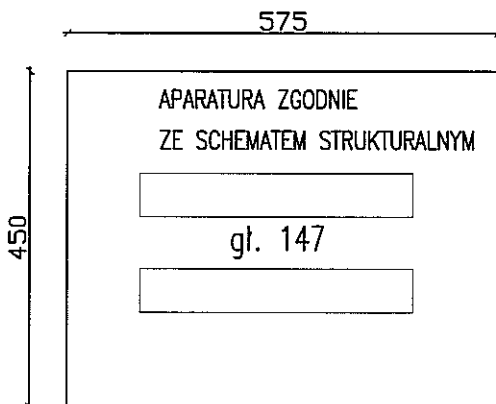 575
APARATURA ZGODNIE
ZE SCHEMATEM STRUKTURALNYM
450
gł. 147